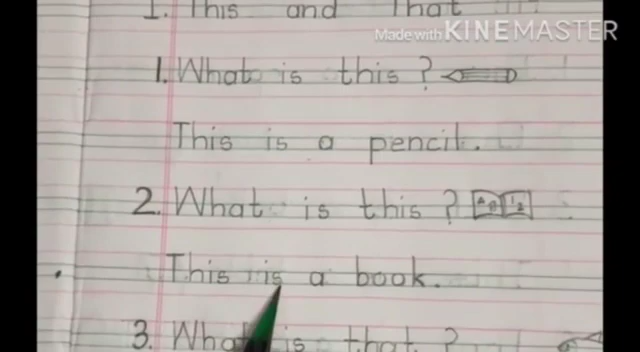 1. This and That
Made with KINEMASTER
1. What is this ?
This is a pencil.
2. What is this ?
This is a book.
3. What is that ?